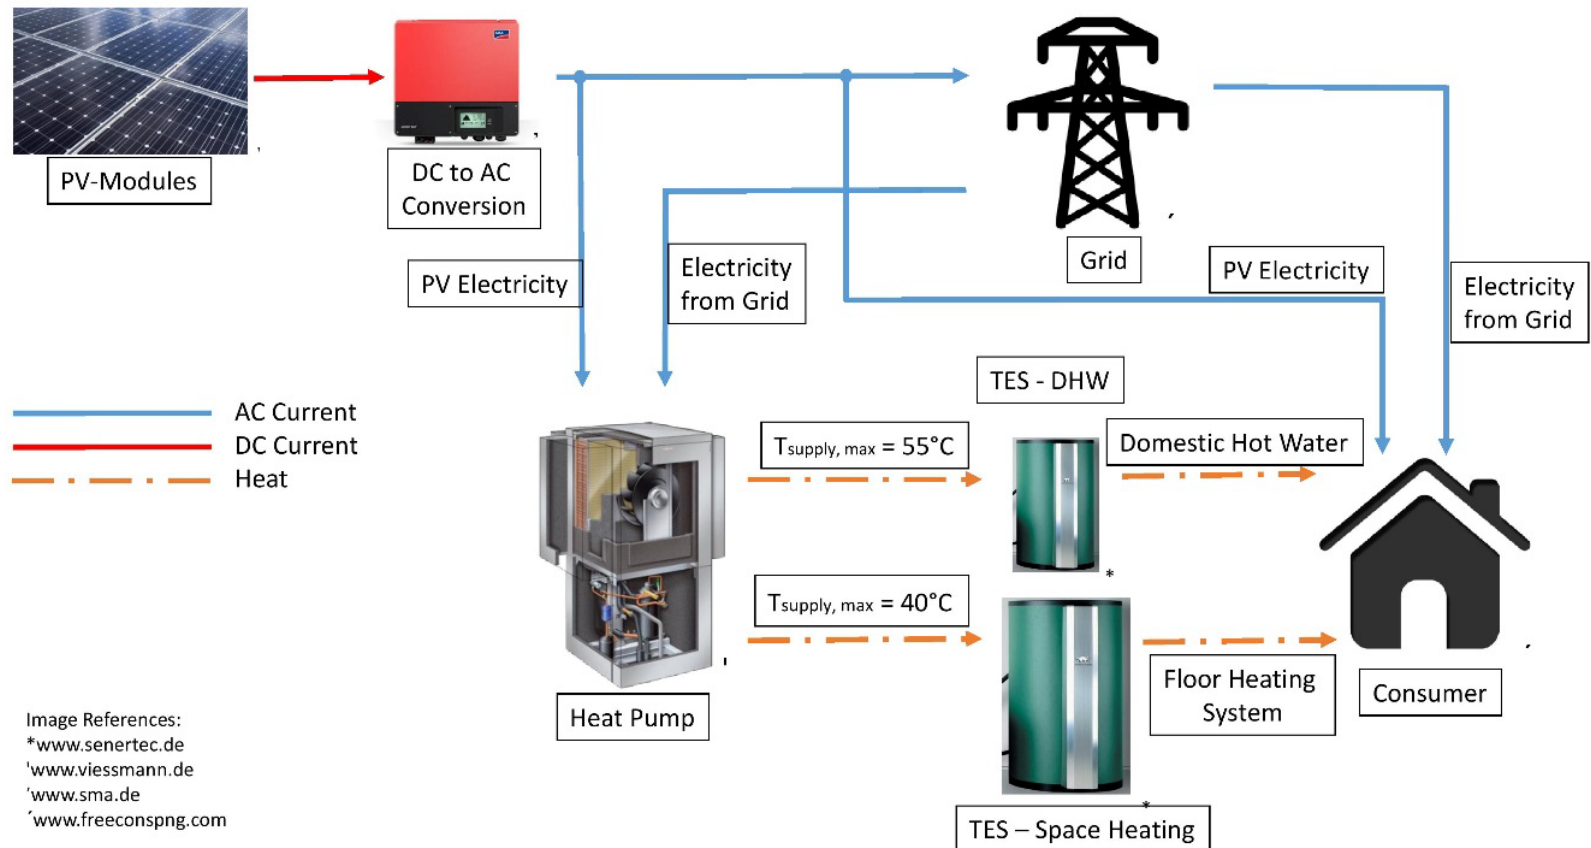 PV-Modules
DC to AC
Conversion
Grid
PV Electricity
Electricity
from Grid
PV Electricity
Electricity
from Grid
AC Current
DC Current
Heat
TES - DHW
Tsupply, max = 55°C
Domestic Hot Water
*
Tsupply, max = 40°C
Heat Pump
Floor Heating
System
Consumer
*
TES – Space Heating
Image References:
*www.senertec.de
'www.viessmann.de
′www.sma.de
´www.freeconspng.com